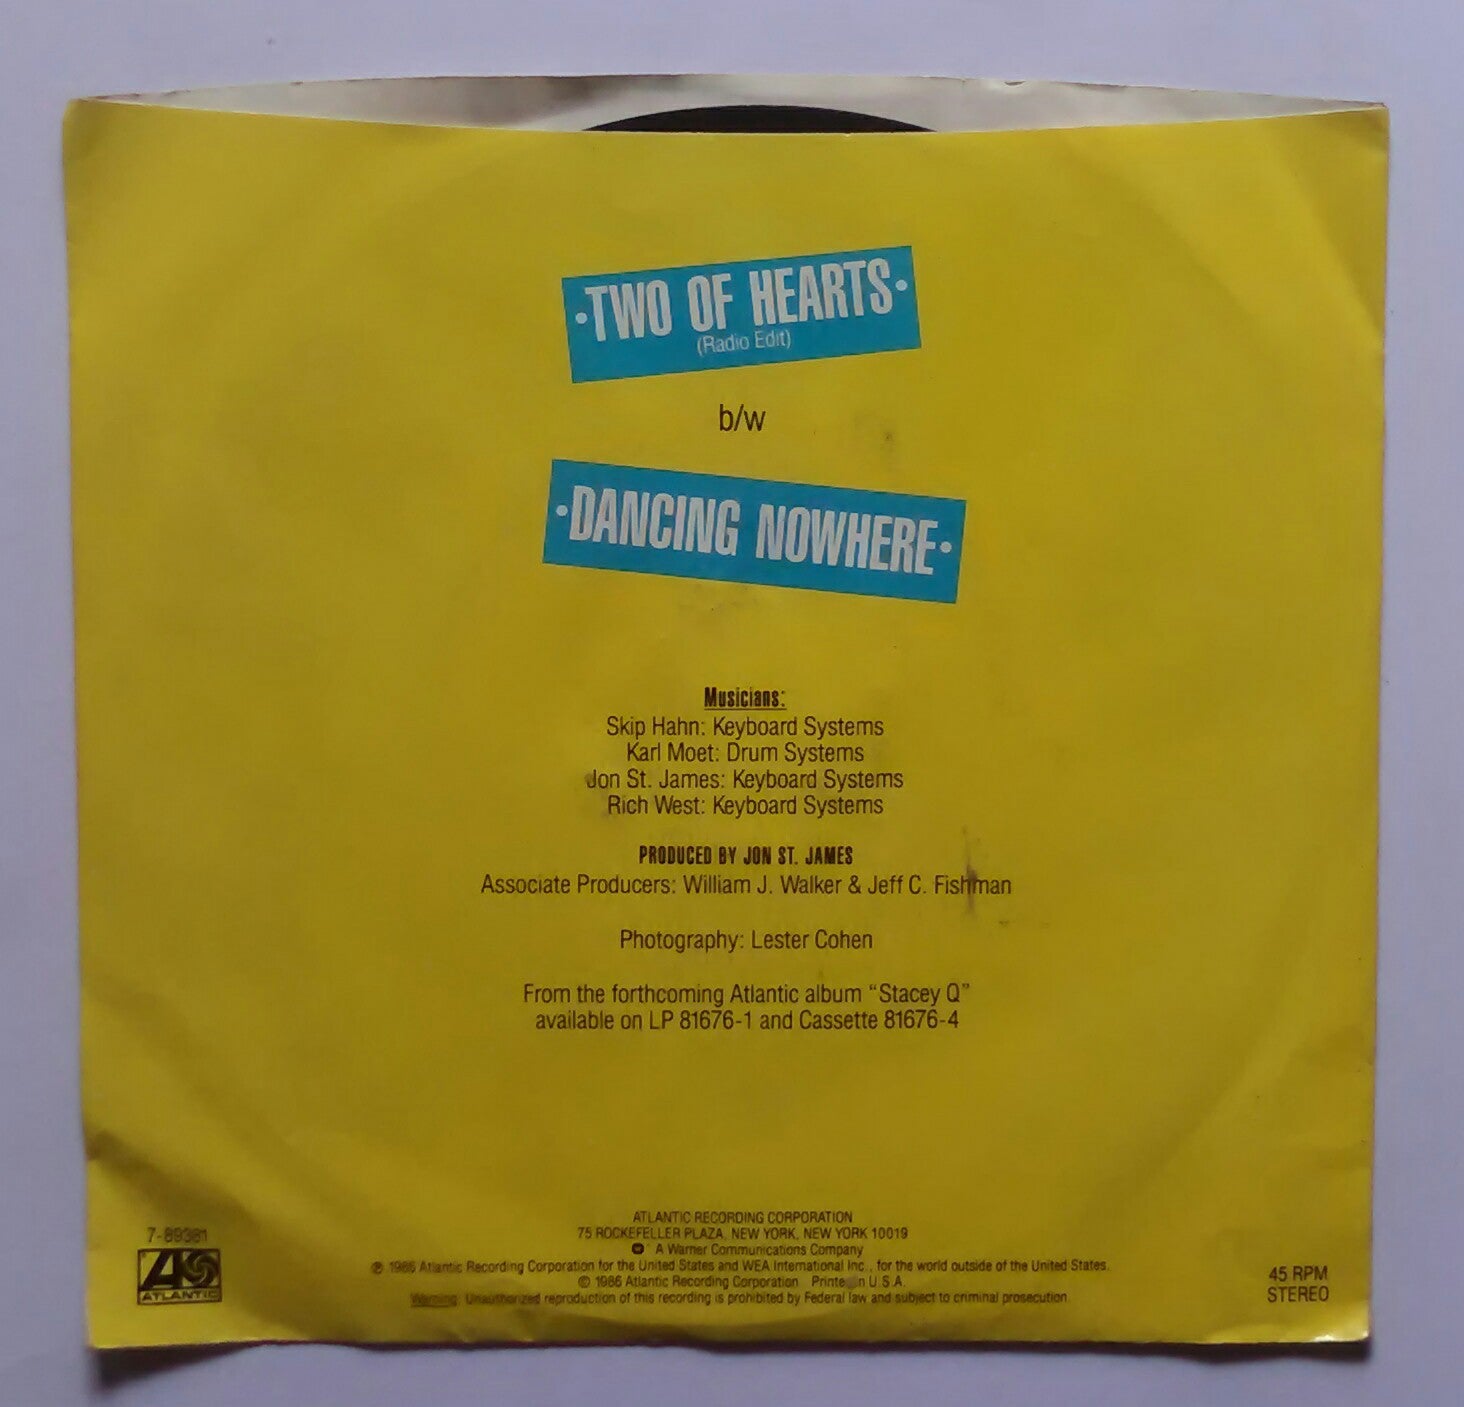 ·TWO OF HEARTS·
(Radio Edit)
b/w
·DANCING NOWHERE·
Musicians:
Skip Hahn: Keyboard Systems
Karl Moet: Drum Systems
Jon St. James: Keyboard Systems
Rich West: Keyboard Systems
PRODUCED BY JON ST. JAMES
Associate Producers: William J. Walker & Jeff C. Fishman
Photography: Lester Cohen
From the forthcoming Atlantic album “Stacey Q”
available on LP 81676-1 and Cassette 81676-4
7-89381
ATLANTIC
ATLANTIC RECORDING CORPORATION
75 ROCKEFELLER PLAZA, NEW YORK, NEW YORK 10019
A Warner Communications Company
℗ 1986 Atlantic Recording Corporation for the United States and WEA International Inc., for the world outside of the United States.
© 1986 Atlantic Recording Corporation Printed in U.S.A.
Warning: Unauthorized reproduction of this recording is prohibited by Federal law and subject to criminal prosecution.
45 RPM
STEREO